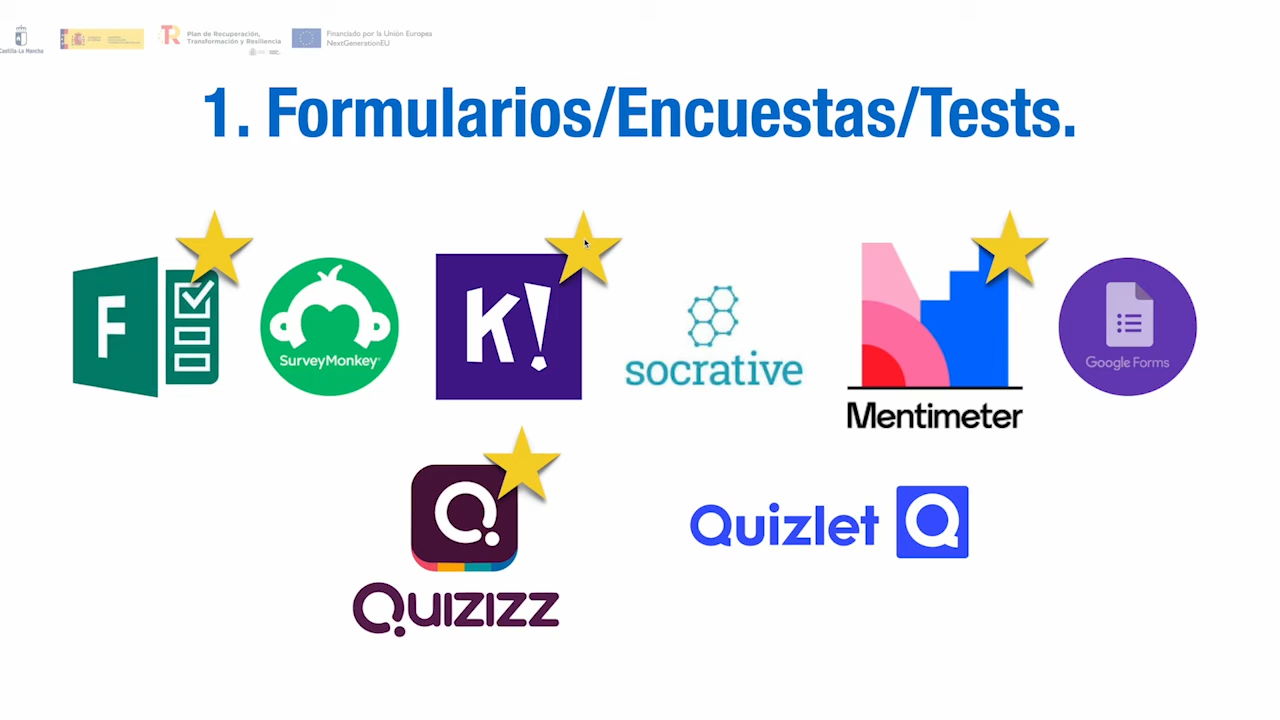 Castilla-La Mancha
Plan de Recuperación,
Transformación y Resiliencia
Financiado por la Unión Europea
NextGenerationEU
1. Formularios/Encuestas/Tests.
F
SurveyMonkey
K!
socrative
Mentimeter
Google Forms
Quizizz
Quizlet